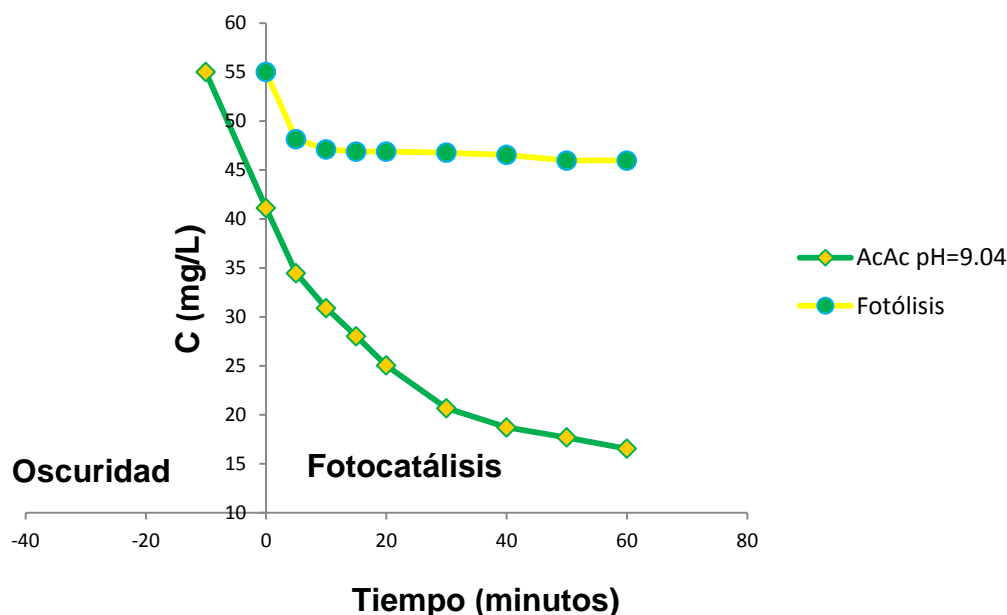 60
55
50
45
40
35
30
25
20
15
10
C (mg/L)
AcAc pH=9.04
Fotólisis
Oscuridad
Fotocatálisis
-40 -20 0 20 40 60 80
Tiempo (minutos)